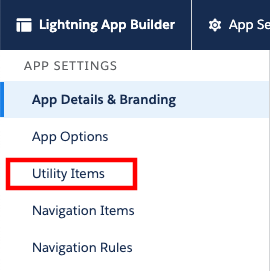 Lightning App Builder
App Se
APP SETTINGS
App Details & Branding
App Options
Utility Items
Navigation Items
Navigation Rules